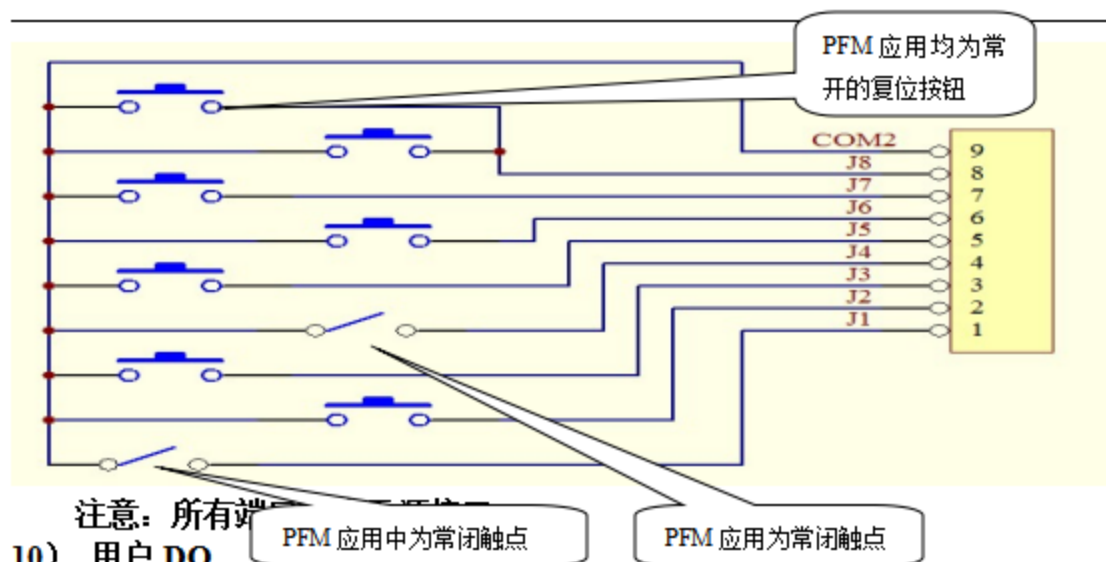 PFM 应用均为常
开的复位按钮
COM2 9
J8 8
J7 7
J6 6
J5 5
J4 4
J3 3
J2 2
J1 1
注意：所有端
PFM 应用中为常闭触点
PFM 应用为常闭触点
10） 用户 DO